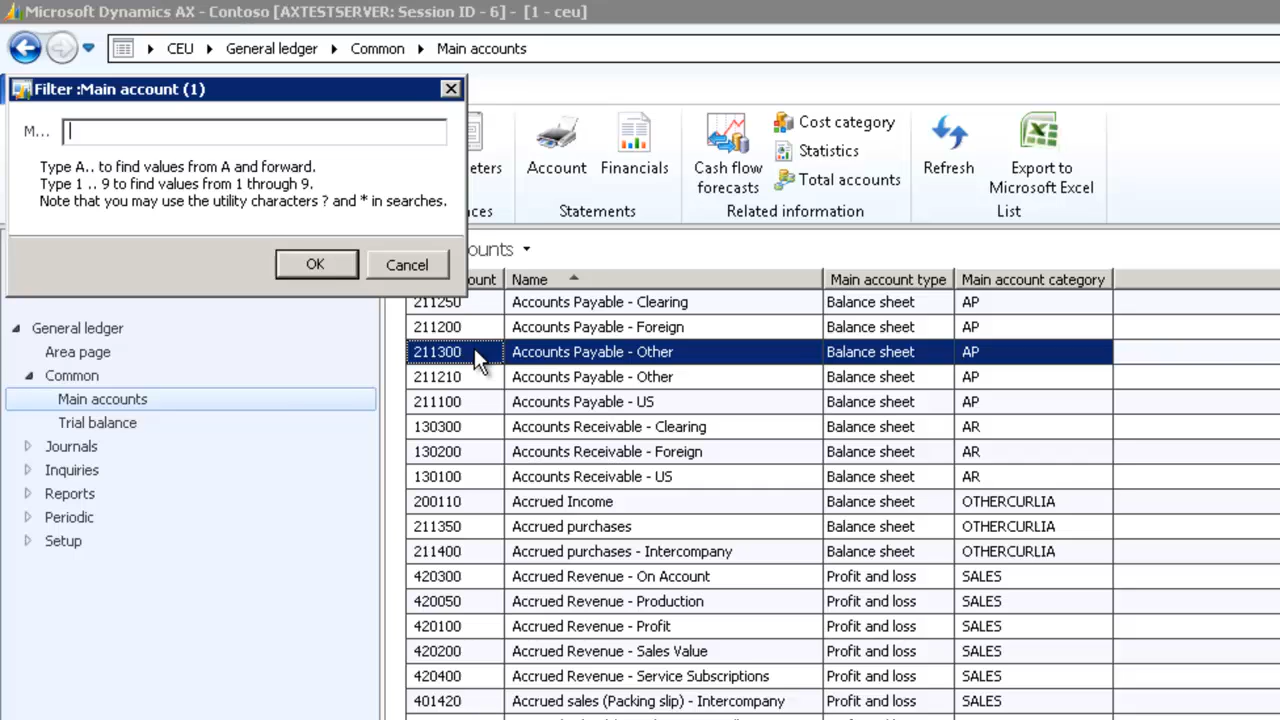 Microsoft Dynamics AX - Contoso [AXTESTSERVER: Session ID - 6] - [1 - ceu]
CEU General ledger Common Main accounts
Filter :Main account (1)
M...
Type A.. to find values from A and forward.
Type 1 .. 9 to find values from 1 through 9.
Note that you may use the utility characters ? and * in searches.
OK Cancel
eters
ces
Account Financials
Statements
Cash flow forecasts
Cost category
Statistics
Total accounts
Related information
Refresh
Export to Microsoft Excel
List
ounts
General ledger
Area page
Common
Main accounts
Trial balance
Journals
Inquiries
Reports
Periodic
Setup
ount Name Main account type Main account category
211250 Accounts Payable - Clearing Balance sheet AP
211200 Accounts Payable - Foreign Balance sheet AP
211300 Accounts Payable - Other Balance sheet AP
211210 Accounts Payable - Other Balance sheet AP
211100 Accounts Payable - US Balance sheet AP
130300 Accounts Receivable - Clearing Balance sheet AR
130200 Accounts Receivable - Foreign Balance sheet AR
130100 Accounts Receivable - US Balance sheet AR
200110 Accrued Income Balance sheet OTHERCURLIA
211350 Accrued purchases Balance sheet OTHERCURLIA
211400 Accrued purchases - Intercompany Balance sheet OTHERCURLIA
420300 Accrued Revenue - On Account Profit and loss SALES
420050 Accrued Revenue - Production Profit and loss SALES
420100 Accrued Revenue - Profit Profit and loss SALES
420200 Accrued Revenue - Sales Value Profit and loss SALES
420400 Accrued Revenue - Service Subscriptions Profit and loss SALES
401420 Accrued sales (Packing slip) - Intercompany Profit and loss SALES